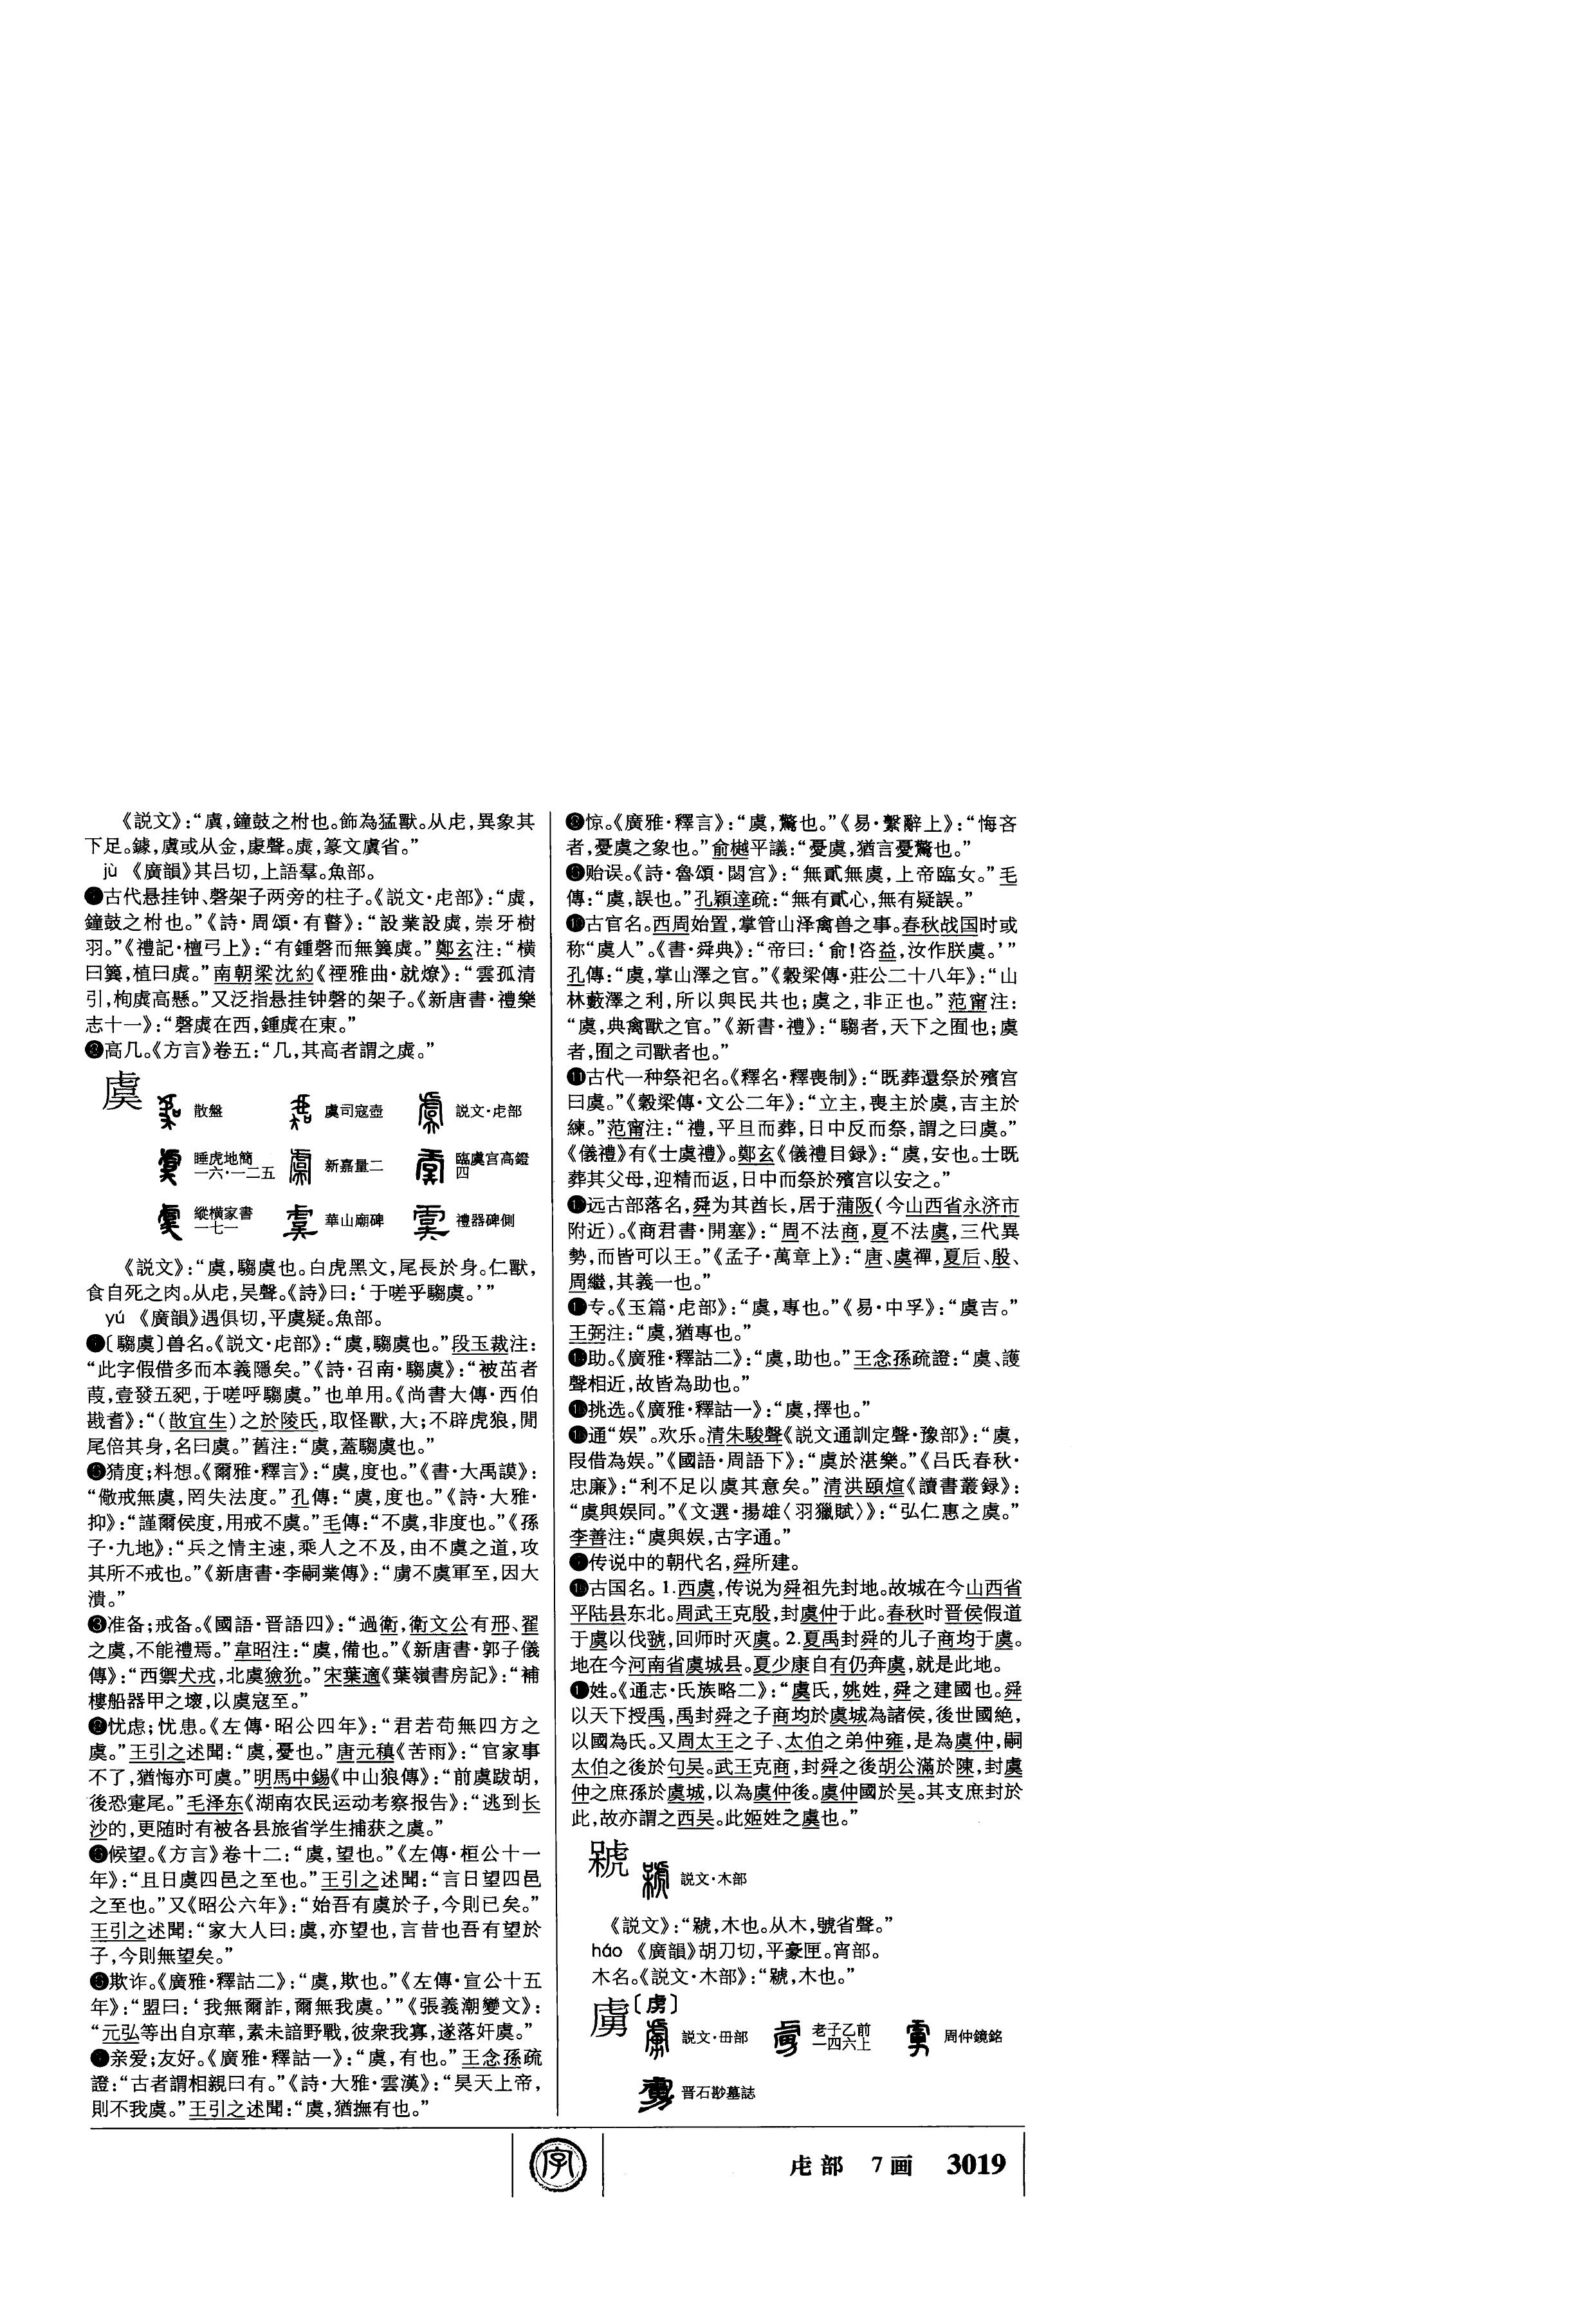 《説文》：“虡，鐘鼓之柎也。飾為猛獸。从虍，異象其
下足。鐻，虡或从金，豦聲。虡，篆文虡省。”
jù 《廣韻》其吕切，上語羣。魚部。
古代悬挂钟、磬架子两旁的柱子。《説文·虍部》：“虡，
鐘鼓之柎也。”《詩·周頌·有瞽》：“設業設虡，崇牙樹
羽。”《禮記·檀弓上》：“有鍾磬而無簨虡。”鄭玄注：“横
曰簨，植曰虡。”南朝梁沈約《禋雅曲·就燎》：“雲孤清
引，栒虡高懸。”又泛指悬挂钟磬的架子。《新唐書·禮樂
志十一》：“磬虡在西，鍾虡在東。”
❷高几。《方言》卷五：“几，其高者謂之虡。”
虞
散盤 虞司寇壺 説文·虍部
睡虎地簡一六·一二五 新嘉量二 臨虞宫高鐙四
縱横家書一七一 華山廟碑 禮器碑側
《説文》：“虞，騶虞也。白虎黑文，尾長於身。仁獸，
食自死之肉。从虍，吴聲。《詩》曰：‘于嗟乎騶虞。’”
yú 《廣韻》遇俱切，平虞疑。魚部。
〔騶虞〕兽名。《説文·虍部》：“虞，騶虞也。”段玉裁注：
“此字假借多而本義隱矣。”《詩·召南·騶虞》：“被茁者
葭，壹發五豝，于嗟呼騶虞。”也单用。《尚書大傳·西伯
戡耆》：“（散宜生）之於陵氏，取怪獸，大；不辟虎狼，閒
尾倍其身，名曰虞。”舊注：“虞，蓋騶虞也。”
猜度；料想。《爾雅·釋言》：“虞，度也。”《書·大禹謨》：
“儆戒無虞，罔失法度。”孔傳：“虞，度也。”《詩·大雅·
抑》：“謹爾侯度，用戒不虞。”毛傳：“不虞，非度也。”《孫
子·九地》：“兵之情主速，乘人之不及，由不虞之道，攻
其所不戒也。”《新唐書·李嗣業傳》：“虜不虞軍至，因大
潰。”
❸准备；戒备。《國語·晋語四》：“過衛，衛文公有邢、翟
之虞，不能禮焉。”韋昭注：“虞，備也。”《新唐書·郭子儀
傳》：“西禦犬戎，北虞獫狁。”宋葉適《葉嶺書房記》：“補
樓船器甲之壞，以虞寇至。”
忧虑；忧患。《左傳·昭公四年》：“君若苟無四方之
虞。”王引之述聞：“虞，憂也。”唐元稹《苦雨》：“官家事
不了，猶悔亦可虞。”明馬中錫《中山狼傳》：“前虞跋胡，
後恐疐尾。”毛泽东《湖南农民运动考察报告》：“逃到长
沙的，更随时有被各县旅省学生捕获之虞。”
候望。《方言》卷十二：“虞，望也。”《左傳·桓公十一
年》：“且日虞四邑之至也。”王引之述聞：“言日望四邑
之至也。”又《昭公六年》：“始吾有虞於子，今則已矣。”
王引之述聞：“家大人曰：虞，亦望也，言昔也吾有望於
子，今則無望矣。”
欺诈。《廣雅·釋詁二》：“虞，欺也。”《左傳·宣公十五
年》：“盟曰：‘我無爾詐，爾無我虞。’”《張義潮變文》：
“元弘等出自京華，素未諳野戰，彼衆我寡，遂落奸虞。”
亲爱；友好。《廣雅·釋詁一》：“虞，有也。”王念孫疏
證：“古者謂相親曰有。”《詩·大雅·雲漢》：“昊天上帝，
則不我虞。”王引之述聞：“虞，猶撫有也。”
惊。《廣雅·釋言》：“虞，驚也。”《易·繫辭上》：“悔吝
者，憂虞之象也。”俞樾平議：“憂虞，猶言憂驚也。”
贻误。《詩·魯頌·閟宫》：“無貳無虞，上帝臨女。”毛
傳：“虞，誤也。”孔穎達疏：“無有貳心，無有疑誤。”
古官名。西周始置，掌管山泽禽兽之事。春秋战国时或
称“虞人”。《書·舜典》：“帝曰：‘俞！咨益，汝作朕虞。’”
孔傳：“虞，掌山澤之官。”《穀梁傳·莊公二十八年》：“山
林藪澤之利，所以與民共也；虞之，非正也。”范甯注：
“虞，典禽獸之官。”《新書·禮》：“騶者，天下之囿也；虞
者，囿之司獸者也。”
⓫古代一种祭祀名。《釋名·釋喪制》：“既葬還祭於殯宫
曰虞。”《穀梁傳·文公二年》：“立主，喪主於虞，吉主於
練。”范甯注：“禮，平旦而葬，日中反而祭，謂之曰虞。”
《儀禮》有《士虞禮》。鄭玄《儀禮目録》：“虞，安也。士既
葬其父母，迎精而返，日中而祭於殯宫以安之。”
远古部落名，舜为其酋长，居于蒲阪（今山西省永济市
附近）。《商君書·開塞》：“周不法商，夏不法虞，三代異
勢，而皆可以王。”《孟子·萬章上》：“唐、虞禪，夏后、殷、
周繼，其義一也。”
专。《玉篇·虍部》：“虞，專也。”《易·中孚》：“虞吉。”
王弼注：“虞，猶專也。”
助。《廣雅·釋詁二》：“虞，助也。”王念孫疏證：“虞、護
聲相近，故皆為助也。”
挑选。《廣雅·釋詁一》：“虞，擇也。”
通“娱”。欢乐。清朱駿聲《説文通訓定聲·豫部》：“虞，
叚借為娱。”《國語·周語下》：“虞於湛樂。”《吕氏春秋·
忠廉》：“利不足以虞其意矣。”清洪頤煊《讀書叢録》：
“虞與娱同。”《文選·揚雄〈羽獵賦〉》：“弘仁惠之虞。”
李善注：“虞與娱，古字通。”
传说中的朝代名，舜所建。
古国名。1.西虞，传说为舜祖先封地。故城在今山西省
平陆县东北。周武王克殷，封虞仲于此。春秋时晋侯假道
于虞以伐虢，回师时灭虞。2.夏禹封舜的儿子商均于虞。
地在今河南省虞城县。夏少康自有仍奔虞，就是此地。
姓。《通志·氏族略二》：“虞氏，姚姓，舜之建國也。舜
以天下授禹，禹封舜之子商均於虞城為諸侯，後世國絶，
以國為氏。又周太王之子、太伯之弟仲雍，是為虞仲，嗣
太伯之後於句吴。武王克商，封舜之後胡公滿於陳，封虞
仲之庶孫於虞城，以為虞仲後。虞仲國於吴。其支庶封於
此，故亦謂之西吴。此姬姓之虞也。”
𣘫
説文·木部
《説文》：“𣘫，木也。从木，號省聲。”
háo 《廣韻》胡刀切，平豪匣。宵部。
木名。《説文·木部》：“𣘫，木也。”
虜〔虏〕
説文·毌部 老子乙前一四六上 周仲鏡銘
晋石尠墓誌
字
虍部 7画 3019